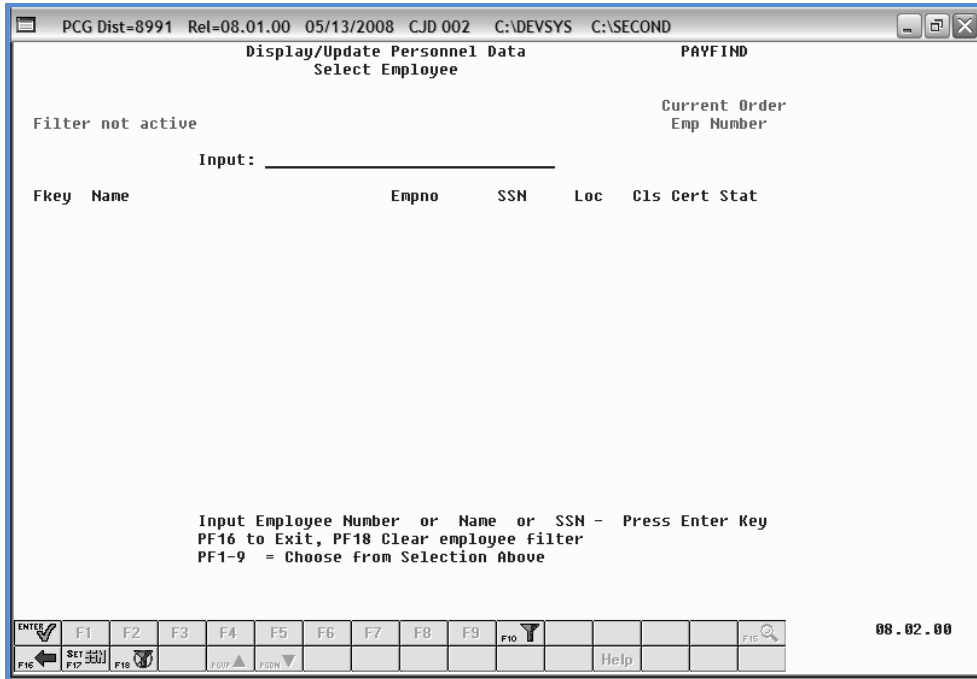 PCG Dist=8991 Rel=08.01.00 05/13/2008 CJD 002 C:\DEVSYS C:\SECOND
Display/Update Personnel Data PAYFIND
Select Employee
Current Order
Filter not active Emp Number
Input:
Fkey Name Empno SSN Loc Cls Cert Stat
Input Employee Number or Name or SSN - Press Enter Key
PF16 to Exit, PF18 Clear employee filter
PF1-9 = Choose from Selection Above
ENTER F1 F2 F3 F4 F5 F6 F7 F8 F9 F10 F15 08.02.00
F16 SET F17 F18 PGUP PGDN Help